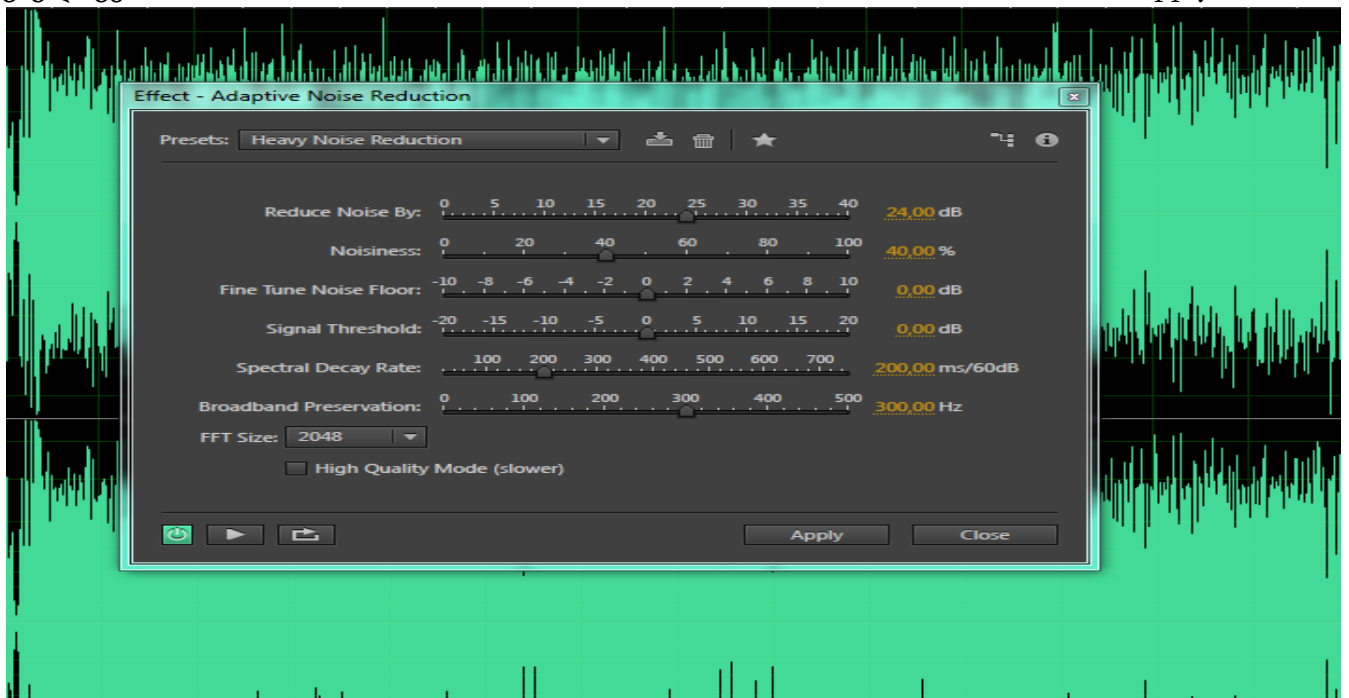 Effect - Adaptive Noise Reduction
Presets: Heavy Noise Reduction
Reduce Noise By: 0 5 10 15 20 25 30 35 40 24,00 dB
Noisiness: 0 20 40 60 80 100 40,00 %
Fine Tune Noise Floor: -10 -8 -6 -4 -2 0 2 4 6 8 10 0,00 dB
Signal Threshold: -20 -15 -10 -5 0 5 10 15 20 0,00 dB
Spectral Decay Rate: 100 200 300 400 500 600 700 200,00 ms/60dB
Broadband Preservation: 0 100 200 300 400 500 300,00 Hz
FFT Size: 2048
High Quality Mode (slower)
Apply Close